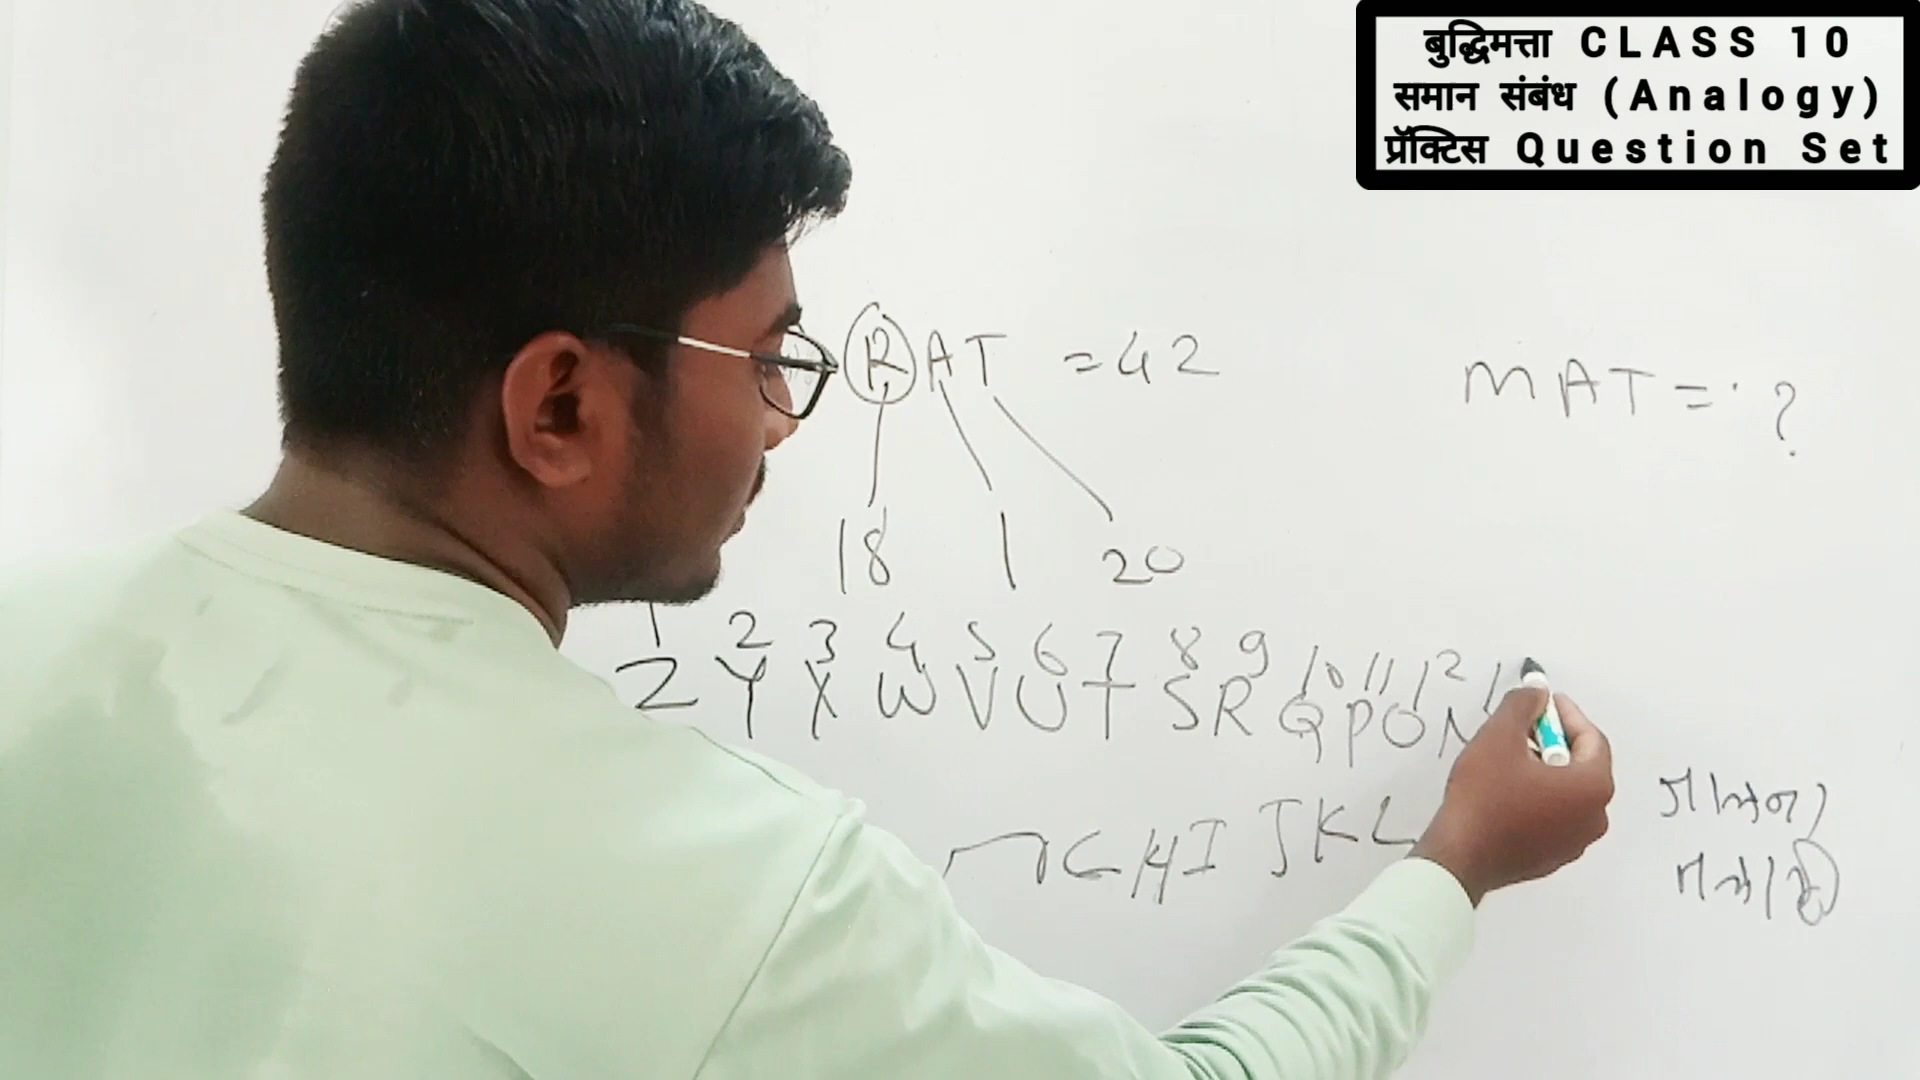 बुद्धिमत्ता CLASS 10
समान संबंध (Analogy)
प्रॅक्टिस Question Set
RAT = 42
MAT = ?
18 1 20
1 2 3 4 5 6 7 8 9 10 11 12 1
Z Y X W V U T S R Q P O N
G H I J K L